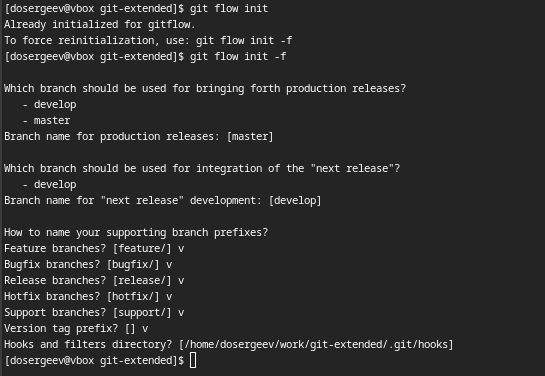 [dosergeev@vbox git-extended]$ git flow init
Already initialized for gitflow.
To force reinitialization, use: git flow init -f
[dosergeev@vbox git-extended]$ git flow init -f
Which branch should be used for bringing forth production releases?
- develop
- master
Branch name for production releases: [master]
Which branch should be used for integration of the "next release"?
- develop
Branch name for "next release" development: [develop]
How to name your supporting branch prefixes?
Feature branches? [feature/] v
Bugfix branches? [bugfix/] v
Release branches? [release/] v
Hotfix branches? [hotfix/] v
Support branches? [support/] v
Version tag prefix? [] v
Hooks and filters directory? [/home/dosergeev/work/git-extended/.git/hooks]
[dosergeev@vbox git-extended]$